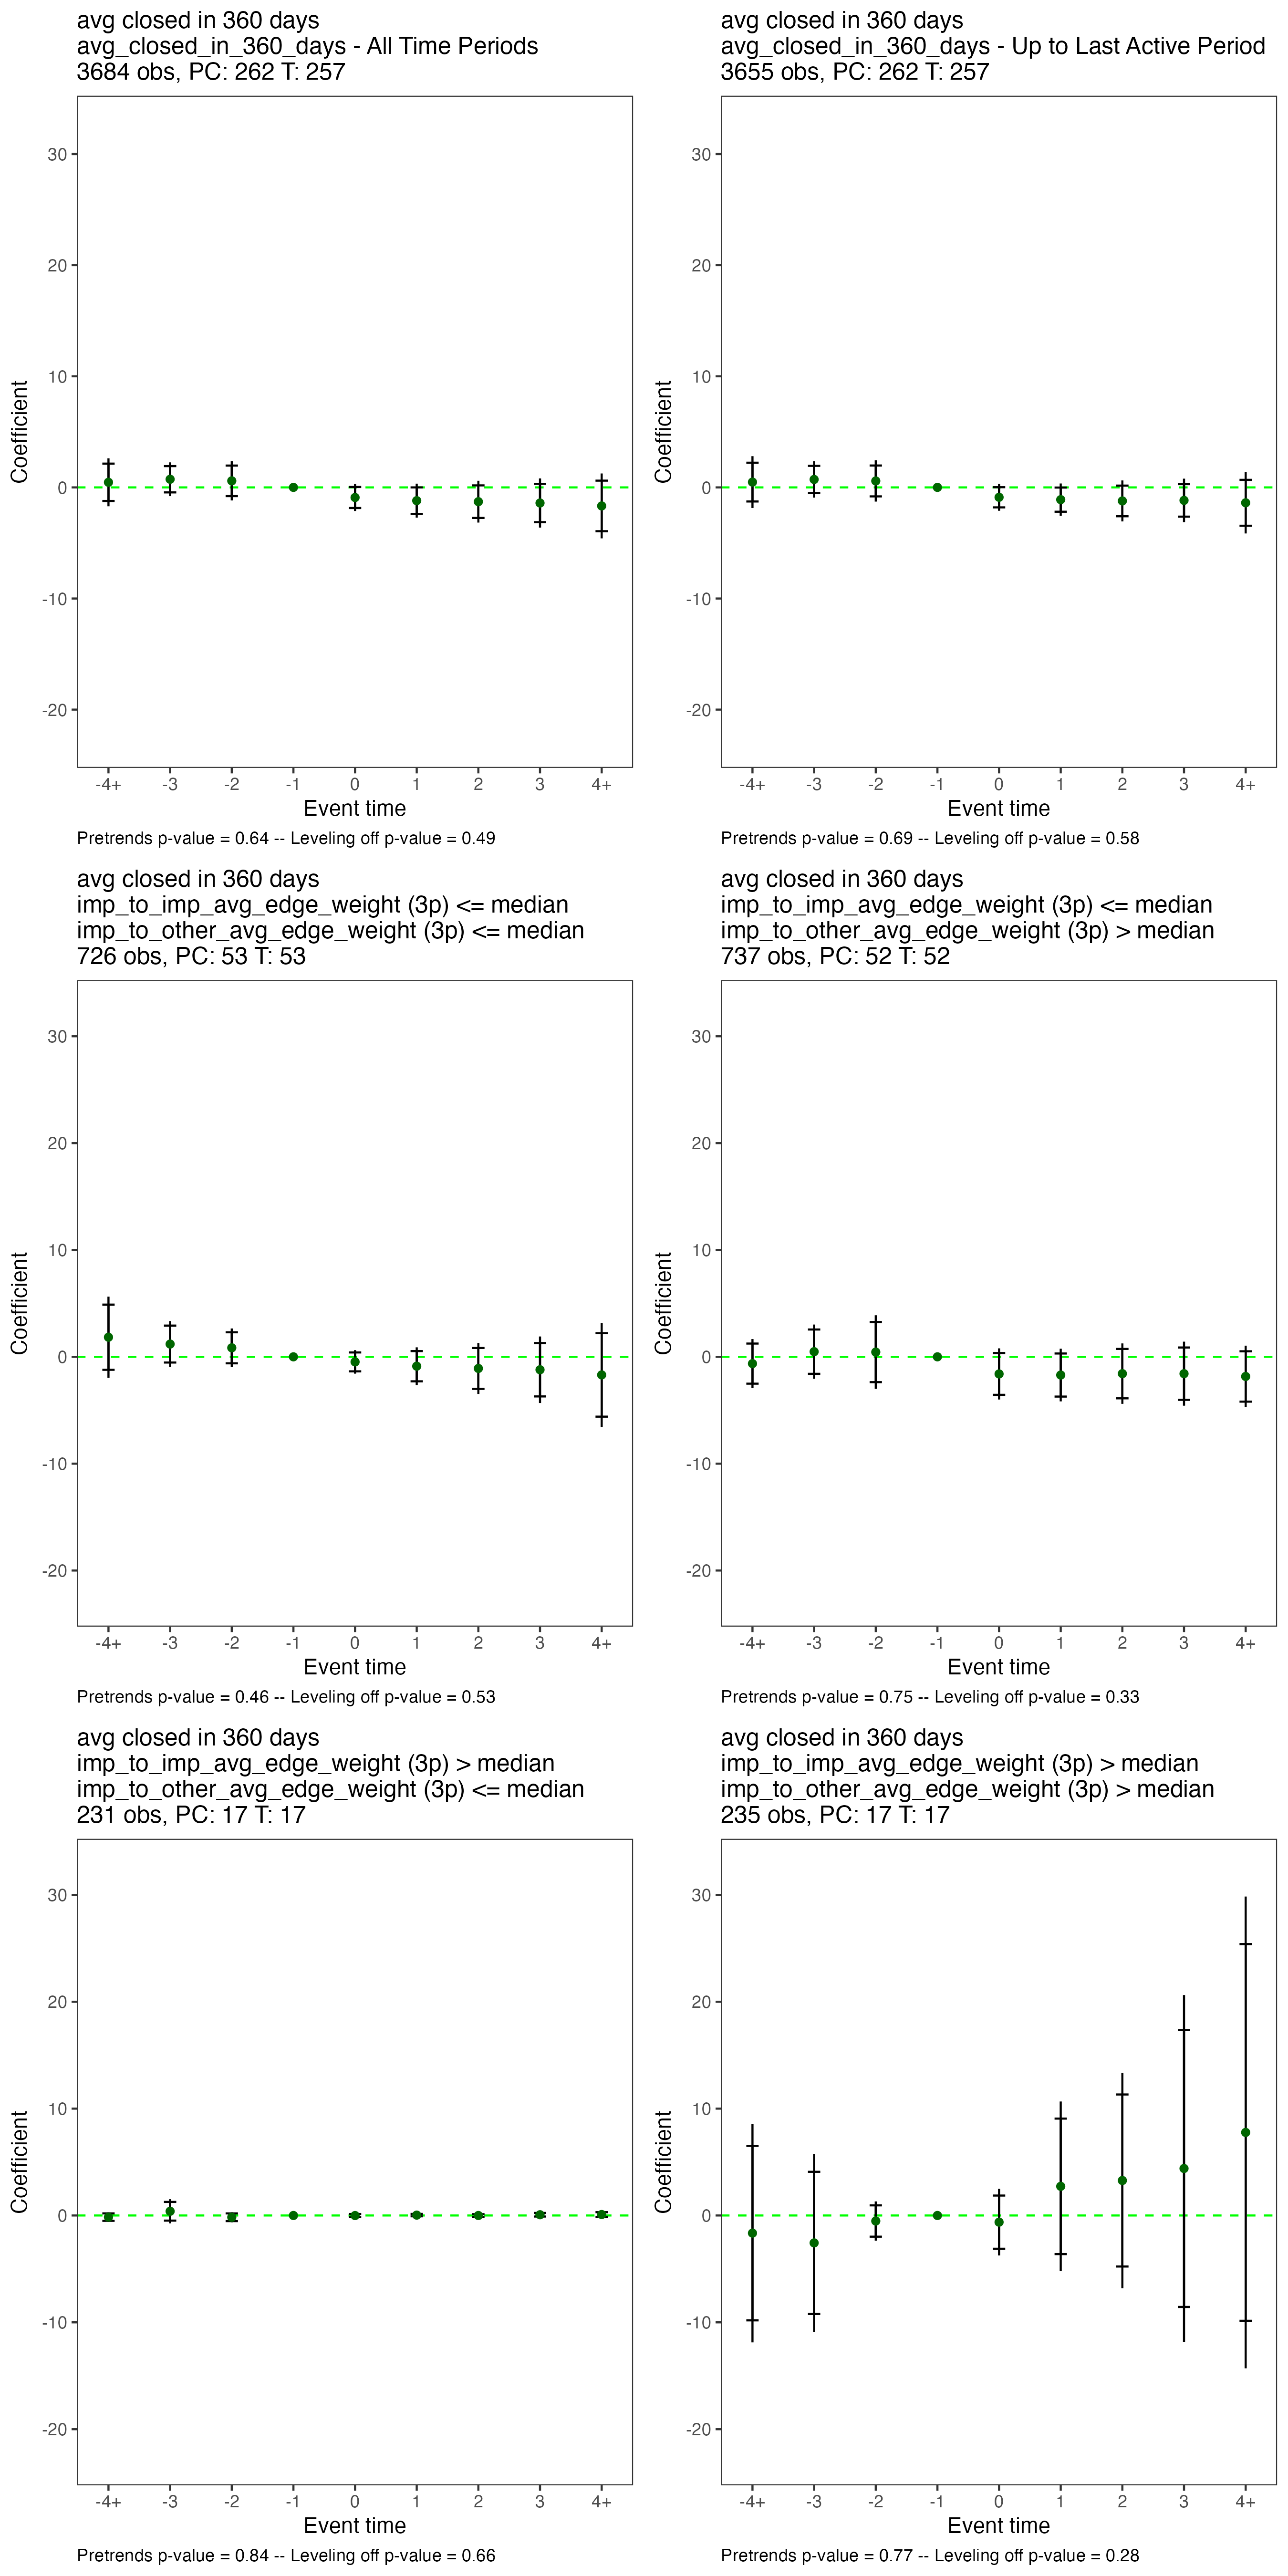 avg closed in 360 days
avg_closed_in_360_days - All Time Periods
3684 obs, PC: 262 T: 257
30
20
10
0
-10
-20
Coefficient
-4+ -3 -2 -1 0 1 2 3 4+
Event time
Pretrends p-value = 0.64 -- Leveling off p-value = 0.49
avg closed in 360 days
avg_closed_in_360_days - Up to Last Active Period
3655 obs, PC: 262 T: 257
30
20
10
0
-10
-20
Coefficient
-4+ -3 -2 -1 0 1 2 3 4+
Event time
Pretrends p-value = 0.69 -- Leveling off p-value = 0.58
avg closed in 360 days
imp_to_imp_avg_edge_weight (3p) <= median
imp_to_other_avg_edge_weight (3p) <= median
726 obs, PC: 53 T: 53
30
20
10
0
-10
-20
Coefficient
-4+ -3 -2 -1 0 1 2 3 4+
Event time
Pretrends p-value = 0.46 -- Leveling off p-value = 0.53
avg closed in 360 days
imp_to_imp_avg_edge_weight (3p) <= median
imp_to_other_avg_edge_weight (3p) > median
737 obs, PC: 52 T: 52
30
20
10
0
-10
-20
Coefficient
-4+ -3 -2 -1 0 1 2 3 4+
Event time
Pretrends p-value = 0.75 -- Leveling off p-value = 0.33
avg closed in 360 days
imp_to_imp_avg_edge_weight (3p) > median
imp_to_other_avg_edge_weight (3p) <= median
231 obs, PC: 17 T: 17
30
20
10
0
-10
-20
Coefficient
-4+ -3 -2 -1 0 1 2 3 4+
Event time
Pretrends p-value = 0.84 -- Leveling off p-value = 0.66
avg closed in 360 days
imp_to_imp_avg_edge_weight (3p) > median
imp_to_other_avg_edge_weight (3p) > median
235 obs, PC: 17 T: 17
30
20
10
0
-10
-20
Coefficient
-4+ -3 -2 -1 0 1 2 3 4+
Event time
Pretrends p-value = 0.77 -- Leveling off p-value = 0.28